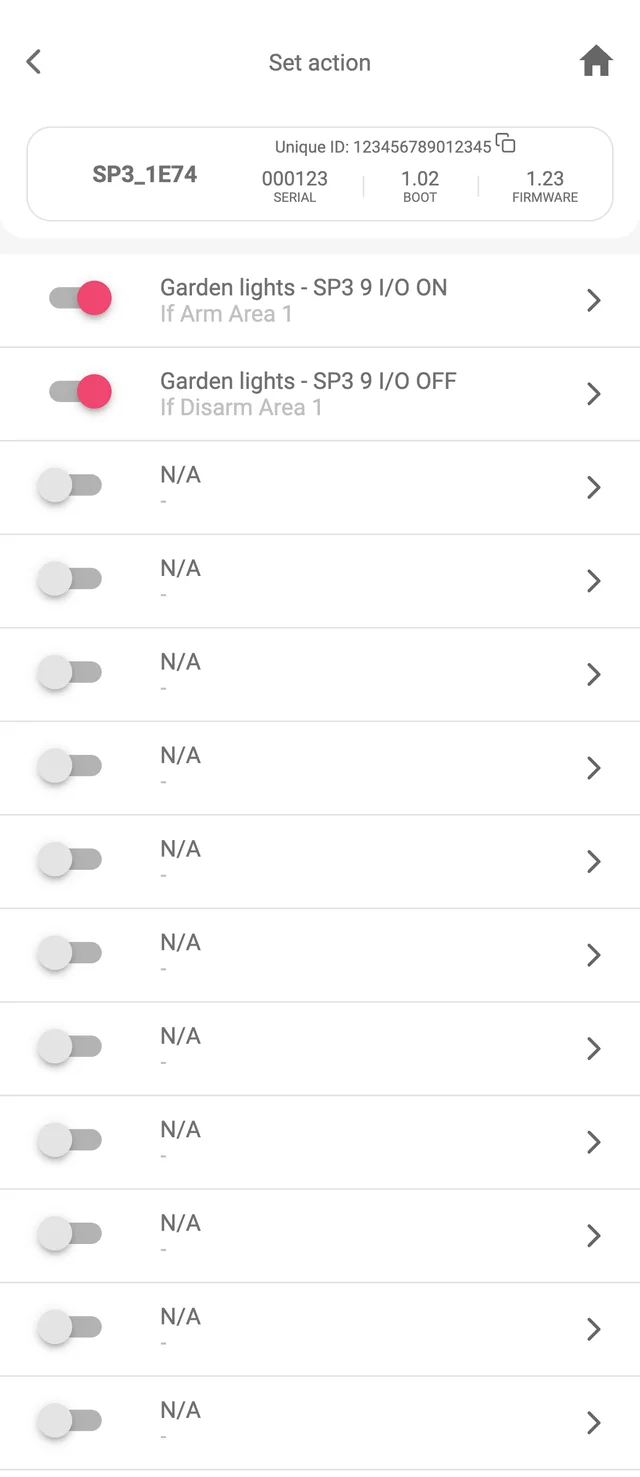 Set action
SP3_1E74
Unique ID: 123456789012345
000123
SERIAL
1.02
BOOT
1.23
FIRMWARE
Garden lights - SP3 9 I/O ON
If Arm Area 1
Garden lights - SP3 9 I/O OFF
If Disarm Area 1
N/A
-
N/A
-
N/A
-
N/A
-
N/A
-
N/A
-
N/A
-
N/A
-
N/A
-
N/A
-
N/A
-